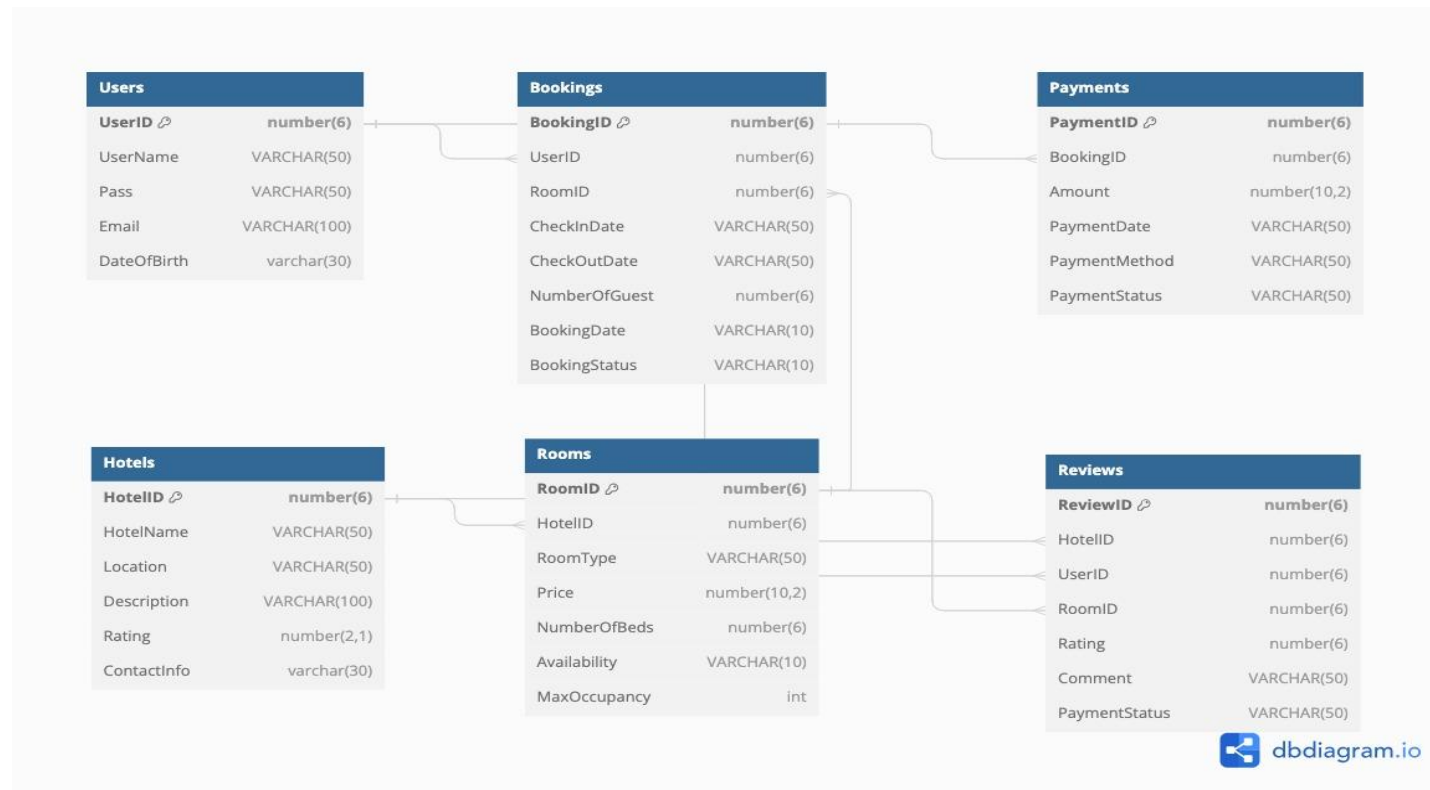 Users
UserID number(6)
UserName VARCHAR(50)
Pass VARCHAR(50)
Email VARCHAR(100)
DateOfBirth varchar(30)
Bookings
BookingID number(6)
UserID number(6)
RoomID number(6)
CheckInDate VARCHAR(50)
CheckOutDate VARCHAR(50)
NumberOfGuest number(6)
BookingDate VARCHAR(10)
BookingStatus VARCHAR(10)
Payments
PaymentID number(6)
BookingID number(6)
Amount number(10,2)
PaymentDate VARCHAR(50)
PaymentMethod VARCHAR(50)
PaymentStatus VARCHAR(50)
Hotels
HotelID number(6)
HotelName VARCHAR(50)
Location VARCHAR(50)
Description VARCHAR(100)
Rating number(2,1)
ContactInfo varchar(30)
Rooms
RoomID number(6)
HotelID number(6)
RoomType VARCHAR(50)
Price number(10,2)
NumberOfBeds number(6)
Availability VARCHAR(10)
MaxOccupancy int
Reviews
ReviewID number(6)
HotelID number(6)
UserID number(6)
RoomID number(6)
Rating number(6)
Comment VARCHAR(50)
PaymentStatus VARCHAR(50)
dbdiagram.io